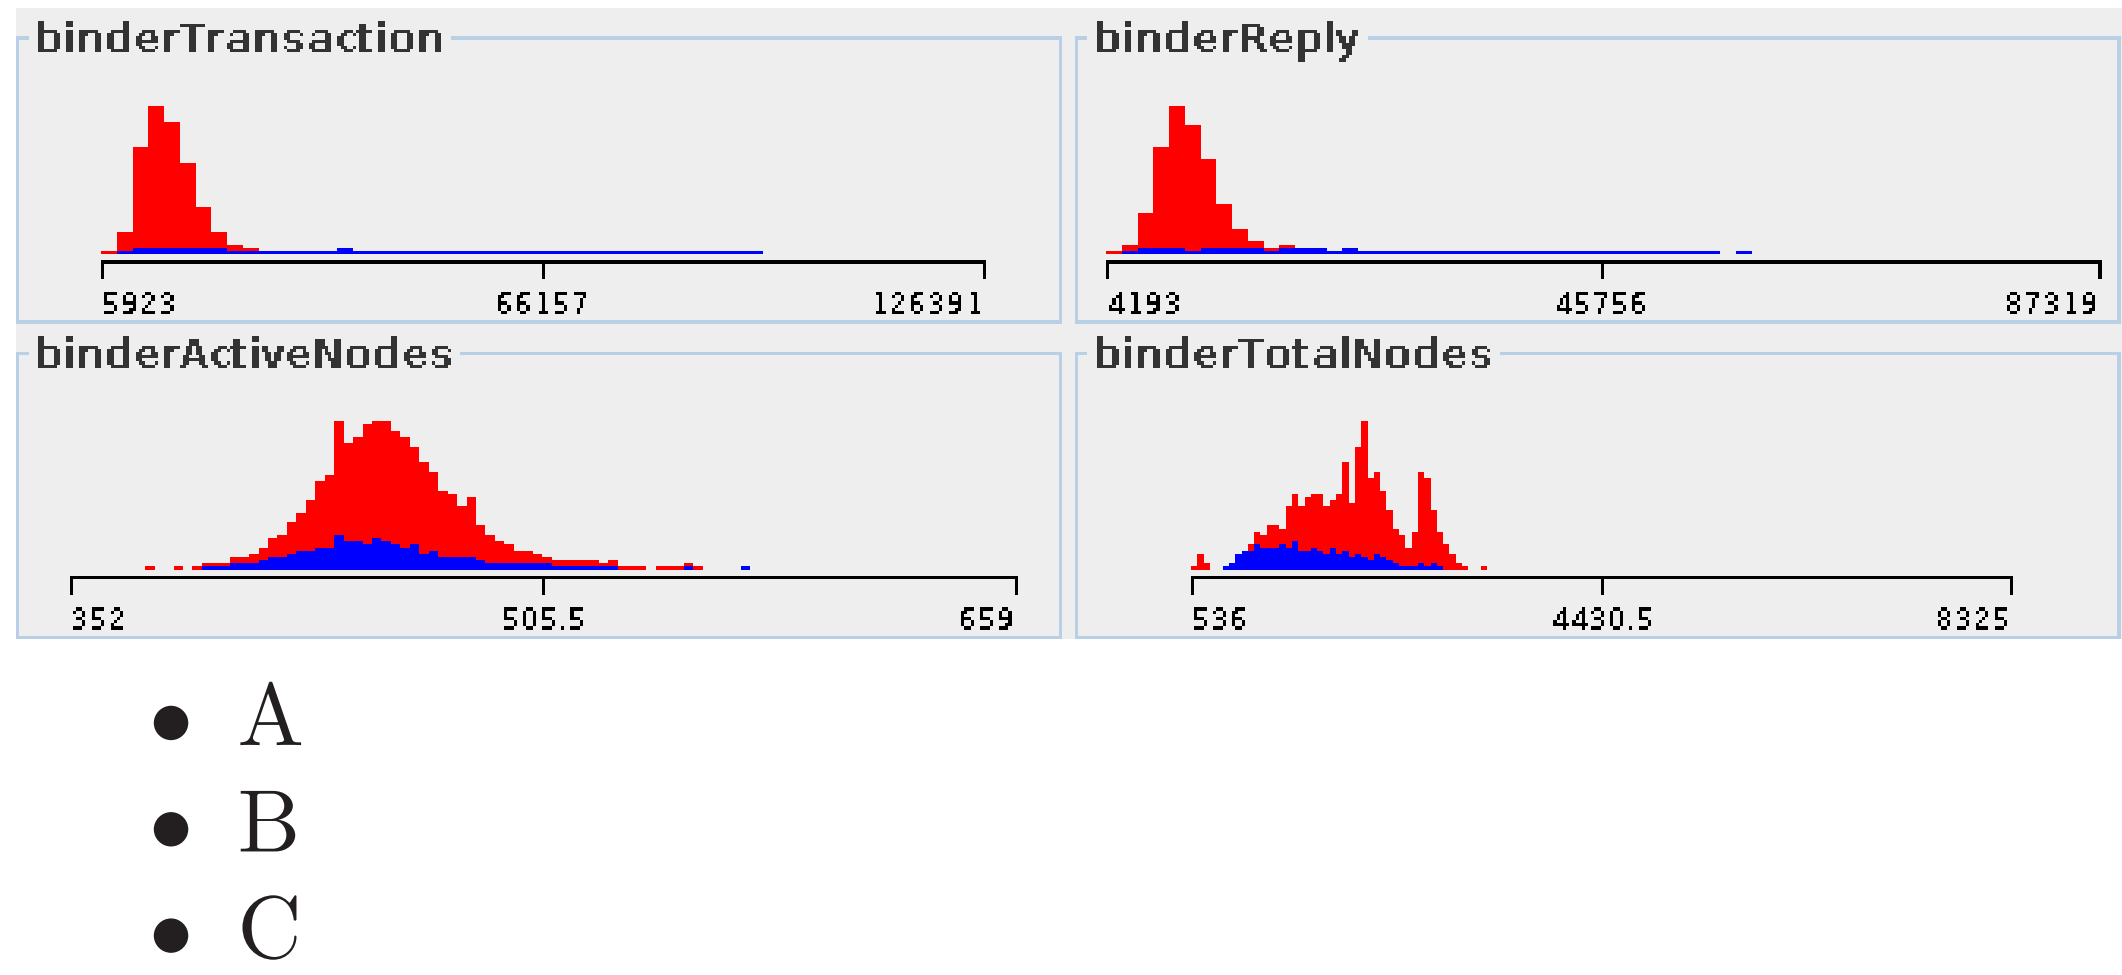 binderTransaction
5923 66157 126391
binderReply
4193 45756 87319
binderActiveNodes
352 505.5 659
binderTotalNodes
536 4430.5 8325
• A
• B
• C